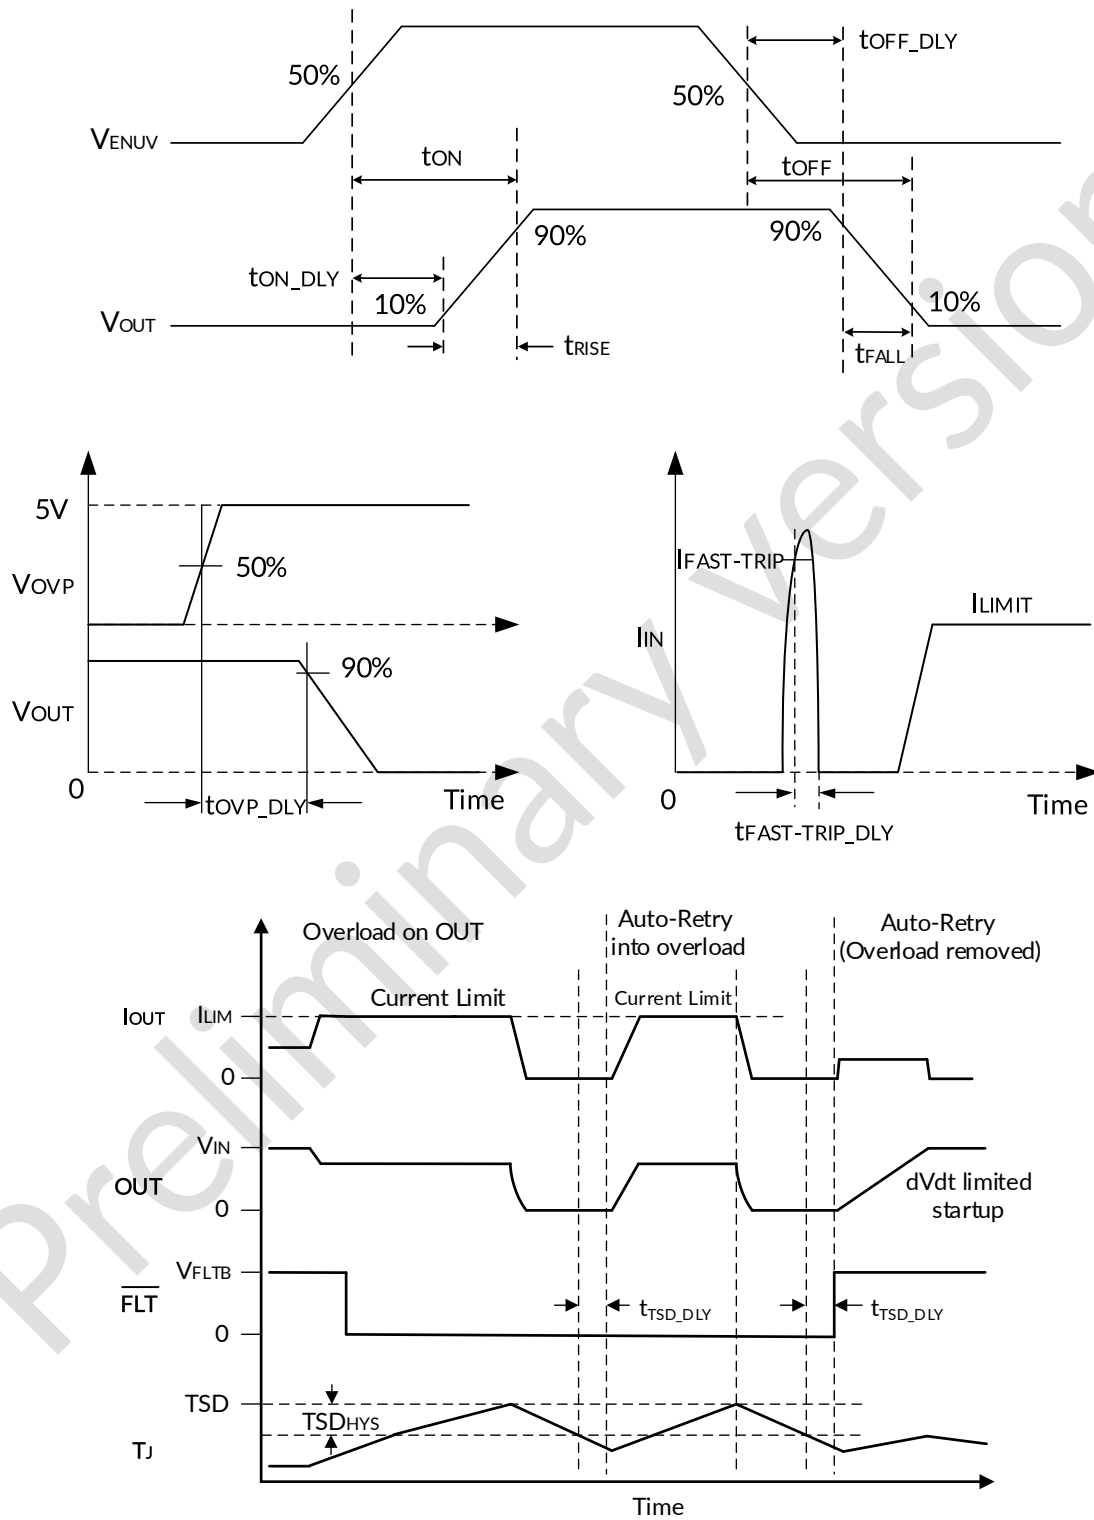 tOFF_DLY
50%
50%
VENUV
tON
tOFF
90%
90%
tON_DLY
10%
10%
VOUT
tRISE
tFALL
5V
50%
VOVP
90%
VOUT
0
tOVP_DLY
Time
IFAST-TRIP
ILIMIT
IIN
0
Time
tFAST-TRIP_DLY
Overload on OUT
Auto-Retry
into overload
Auto-Retry
(Overload removed)
Current Limit
Current Limit
IOUT
ILIM
0
VIN
OUT
0
dVdt limited
startup
VFLTB
FLT
tTSD_DLY
tTSD_DLY
0
TSD
TSDHYS
TJ
Time
Preliminary version